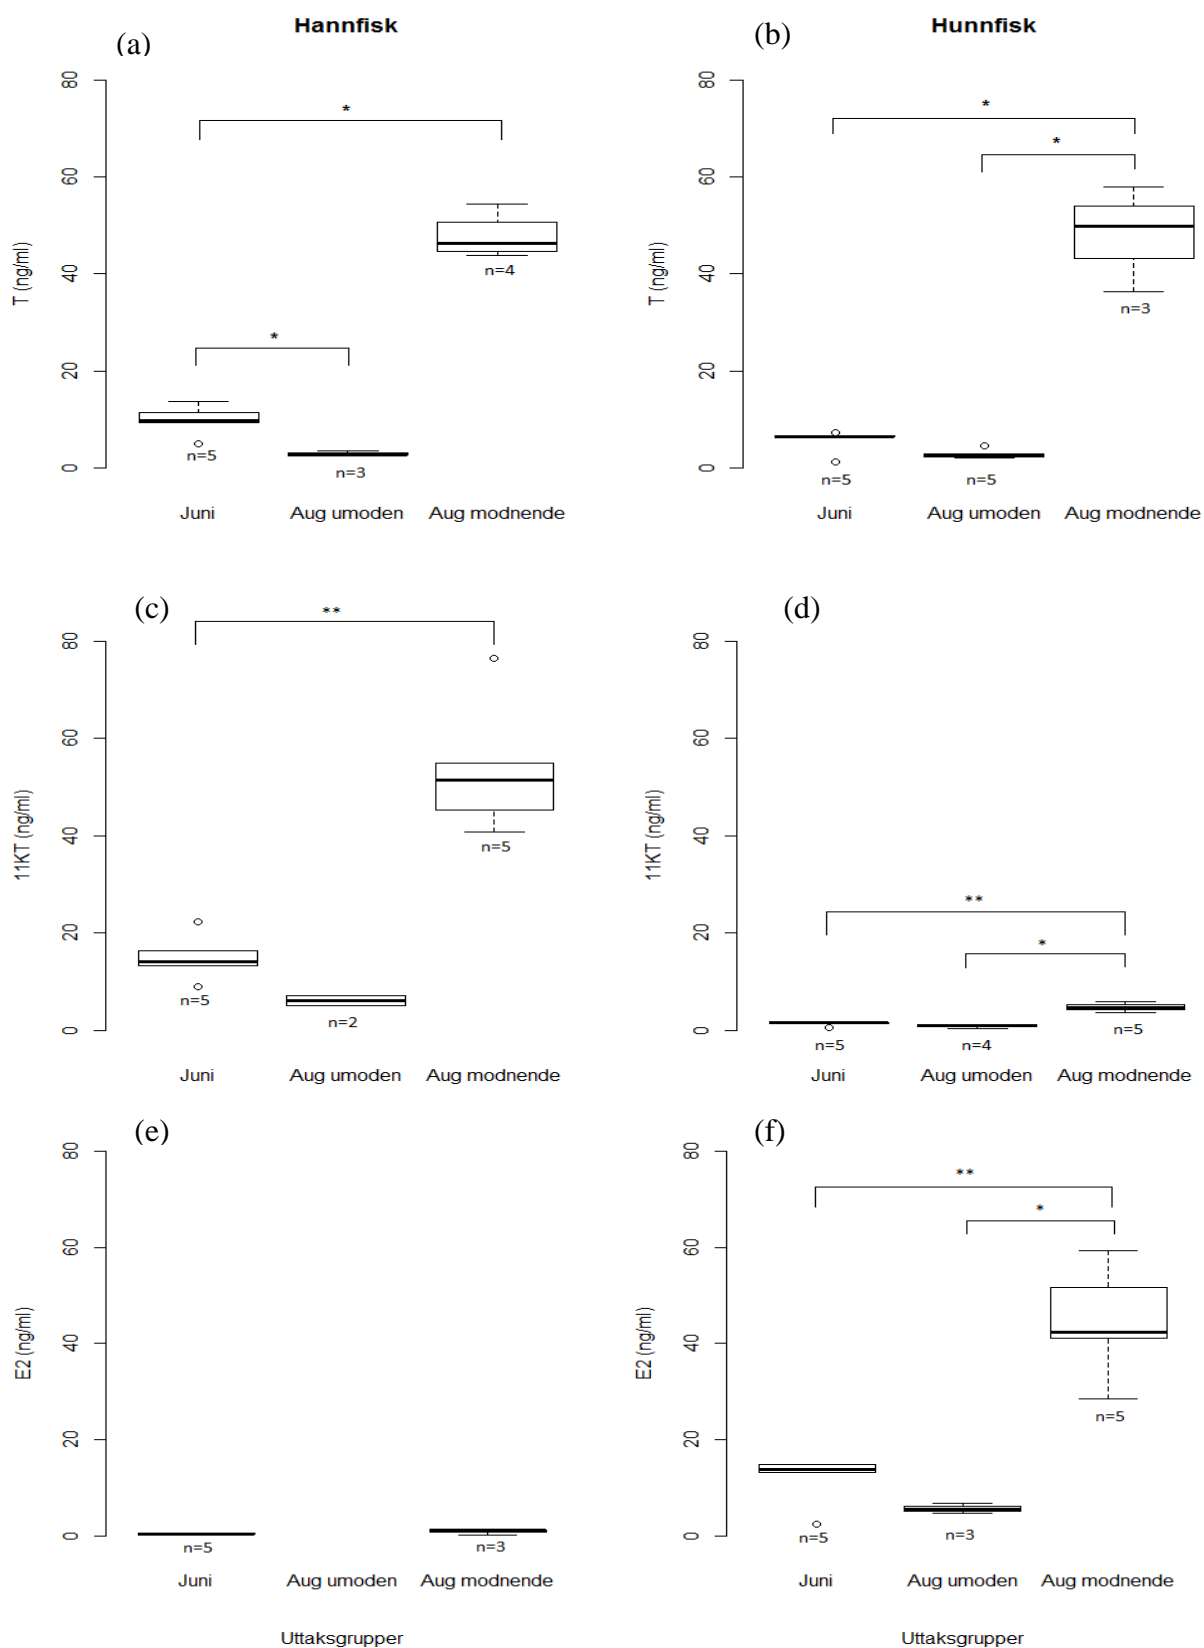 Hannfisk
Hunnfisk
(a)
80
60
40
20
0
T (ng/ml)
*
*
n=5
n=3
n=4
Juni
Aug umoden
Aug modnende
(b)
80
60
40
20
0
T (ng/ml)
*
*
n=5
n=5
n=3
Juni
Aug umoden
Aug modnende
(c)
80
60
40
20
0
11KT (ng/ml)
**
n=5
n=2
n=5
Juni
Aug umoden
Aug modnende
(d)
80
60
40
20
0
11KT (ng/ml)
**
*
n=5
n=4
n=5
Juni
Aug umoden
Aug modnende
(e)
80
60
40
20
0
E2 (ng/ml)
n=5
n=3
Juni
Aug umoden
Aug modnende
Uttaksgrupper
(f)
80
60
40
20
0
E2 (ng/ml)
**
*
n=5
n=3
n=5
Juni
Aug umoden
Aug modnende
Uttaksgrupper